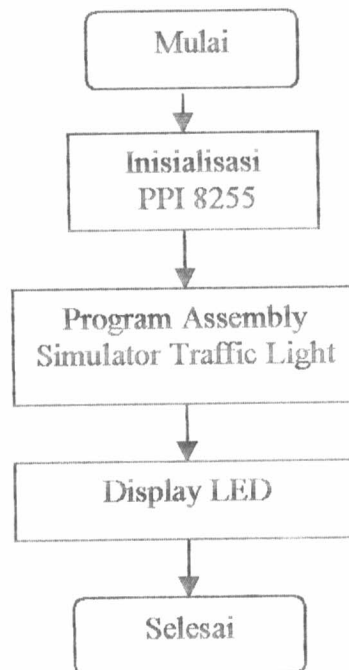 Mulai
Inisialisasi
PPI 8255
Program Assembly
Simulator Traffic Light
Display LED
Selesai